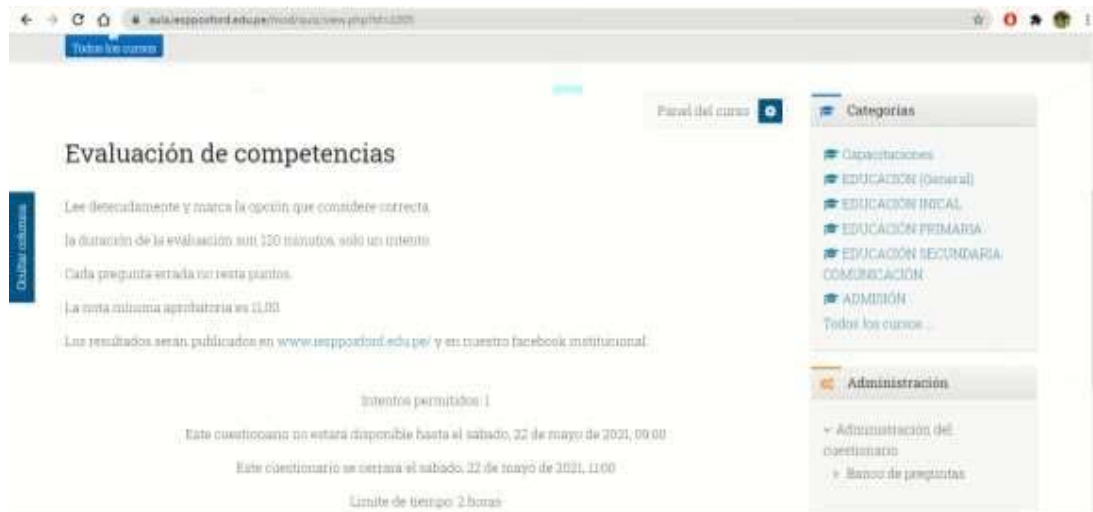 Todos los cursos
Panel del curso
Evaluación de competencias
Lee detenidamente y marca la opción que considere correcta.
la duración de la evaluación son 120 minutos, solo un intento.
Cada pregunta errada no resta puntos.
La nota mínima aprobatoria es 11.00
Los resultados serán publicados en www.iesppoxford.edu.pe/ y en nuestro facebook institucional.
Intentos permitidos: 1
Este cuestionario no estará disponible hasta el sábado, 22 de mayo de 2021, 09:00
Este cuestionario se cerrará el sábado, 22 de mayo de 2021, 11:00
Límite de tiempo: 2 horas
Ocultar columna
Categorías
Capacitaciones
EDUCACIÓN (General)
EDUCACIÓN INICAL
EDUCACIÓN PRIMARIA
EDUCACIÓN SECUNDARIA:
COMUNICACIÓN
ADMISIÓN
Todos los cursos ...
Administración
Administración del
cuestionario
Banco de preguntas